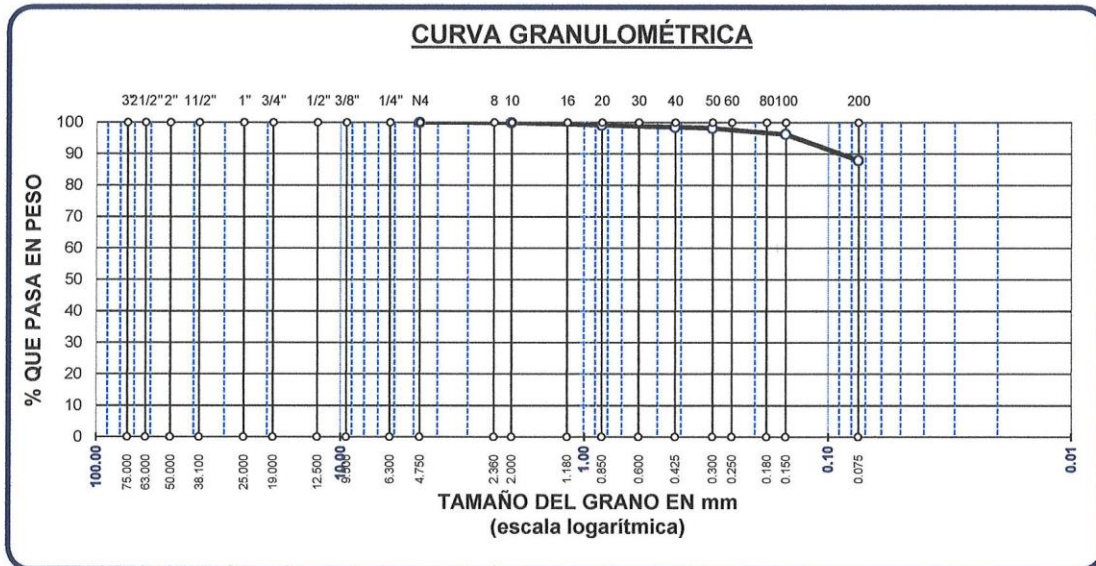 CURVA GRANULOMÉTRICA
3" 21/2" 2" 11/2" 1" 3/4" 1/2" 3/8" 1/4" N4 8 10 16 20 30 40 50 60 80 100 200
100
90
80
70
60
50
40
30
20
10
0
% QUE PASA EN PESO
100.00 75.000 63.000 50.000 38.100 25.000 19.000 12.500 10.00 6.300 4.750 2.360 2.000 1.180 1.00 0.850 0.600 0.425 0.300 0.250 0.180 0.150 0.10 0.075 0.01
TAMAÑO DEL GRANO EN mm
(escala logarítmica)